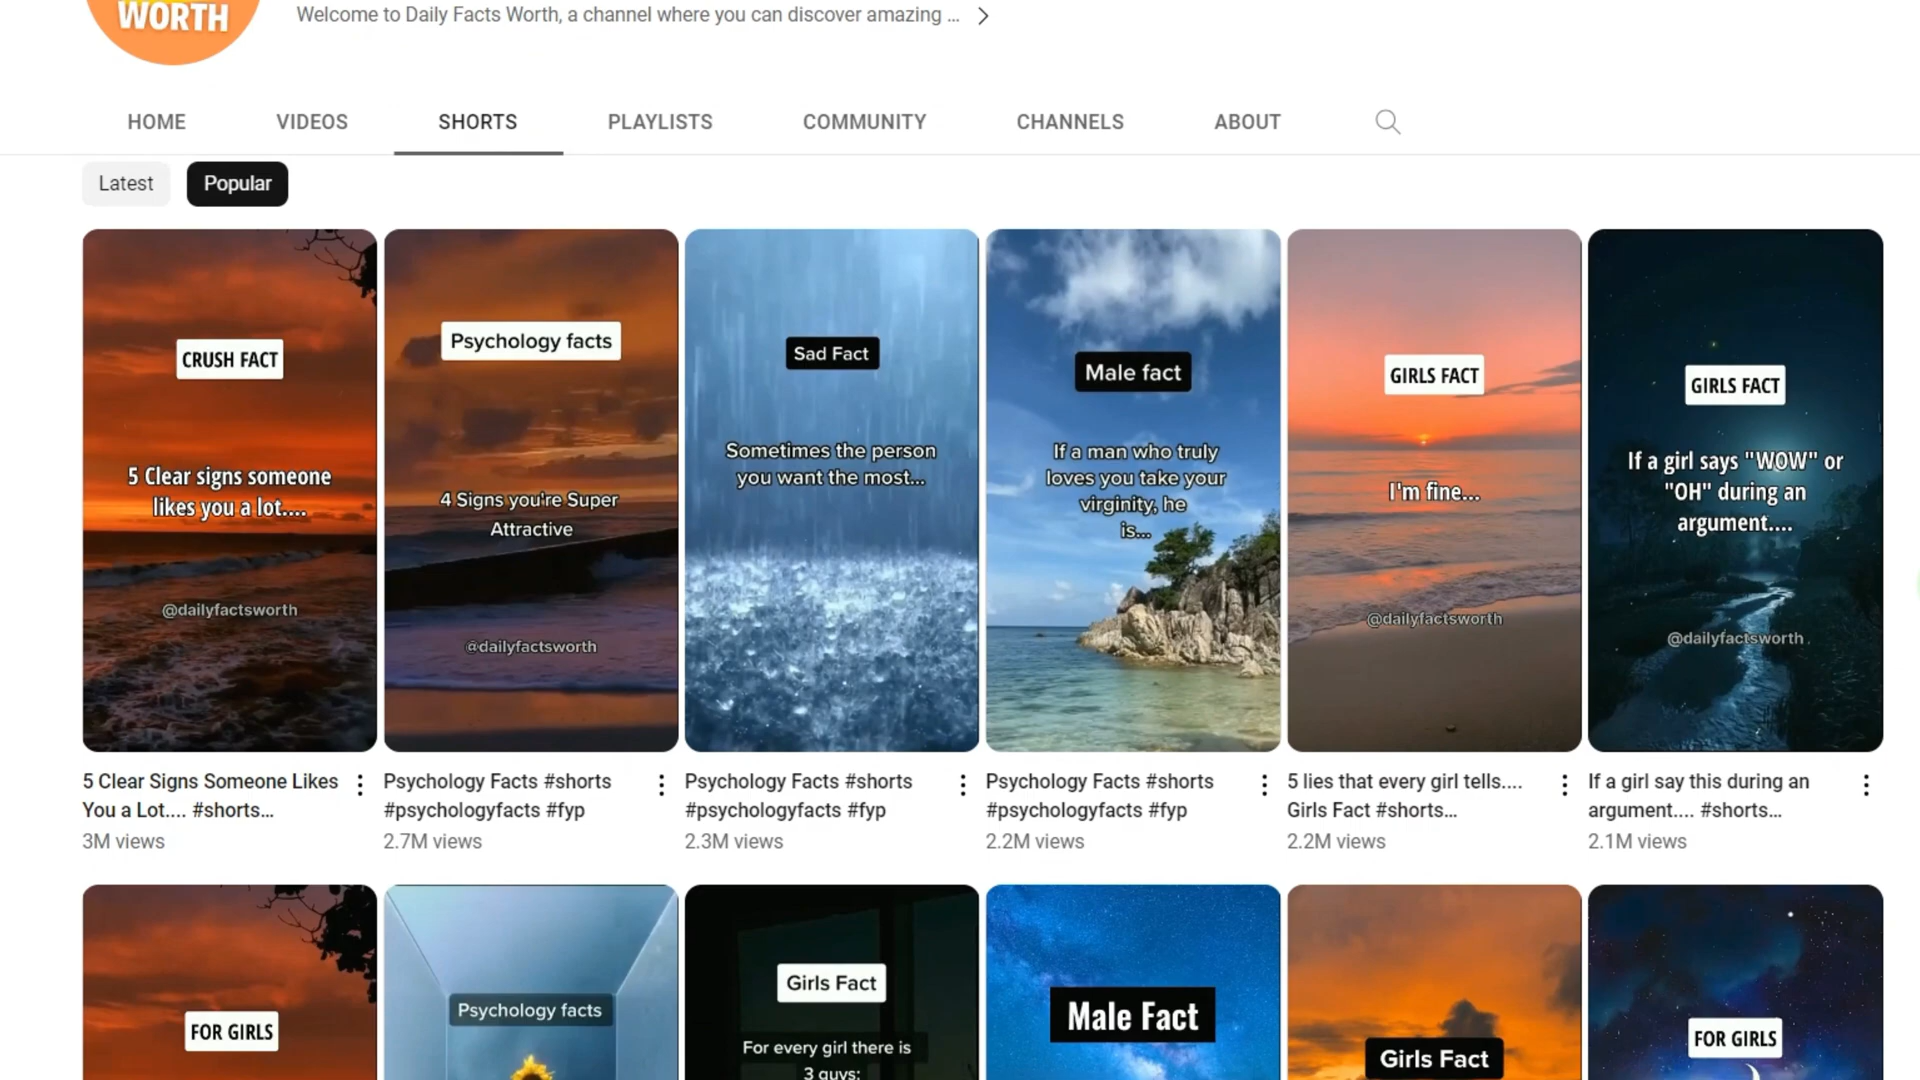 WORTH
Welcome to Daily Facts Worth, a channel where you can discover amazing ...
HOME
VIDEOS
SHORTS
PLAYLISTS
COMMUNITY
CHANNELS
ABOUT
Latest
Popular
CRUSH FACT
5 Clear signs someone
likes you a lot....
@dailyfactsworth
5 Clear Signs Someone Likes
You a Lot.... #shorts...
3M views
Psychology facts
4 Signs you're Super
Attractive
@dailyfactsworth
Psychology Facts #shorts
#psychologyfacts #fyp
2.7M views
Sad Fact
Sometimes the person
you want the most...
Psychology Facts #shorts
#psychologyfacts #fyp
2.3M views
Male fact
If a man who truly
loves you take your
virginity, he
is...
Psychology Facts #shorts
#psychologyfacts #fyp
2.2M views
GIRLS FACT
I'm fine...
@dailyfactsworth
5 lies that every girl tells....
Girls Fact #shorts...
2.2M views
GIRLS FACT
If a girl says "WOW" or
"OH" during an
argument....
@dailyfactsworth
If a girl say this during an
argument.... #shorts...
2.1M views
FOR GIRLS
Psychology facts
Girls Fact
For every girl there is
3 guys:
Male Fact
Girls Fact
FOR GIRLS